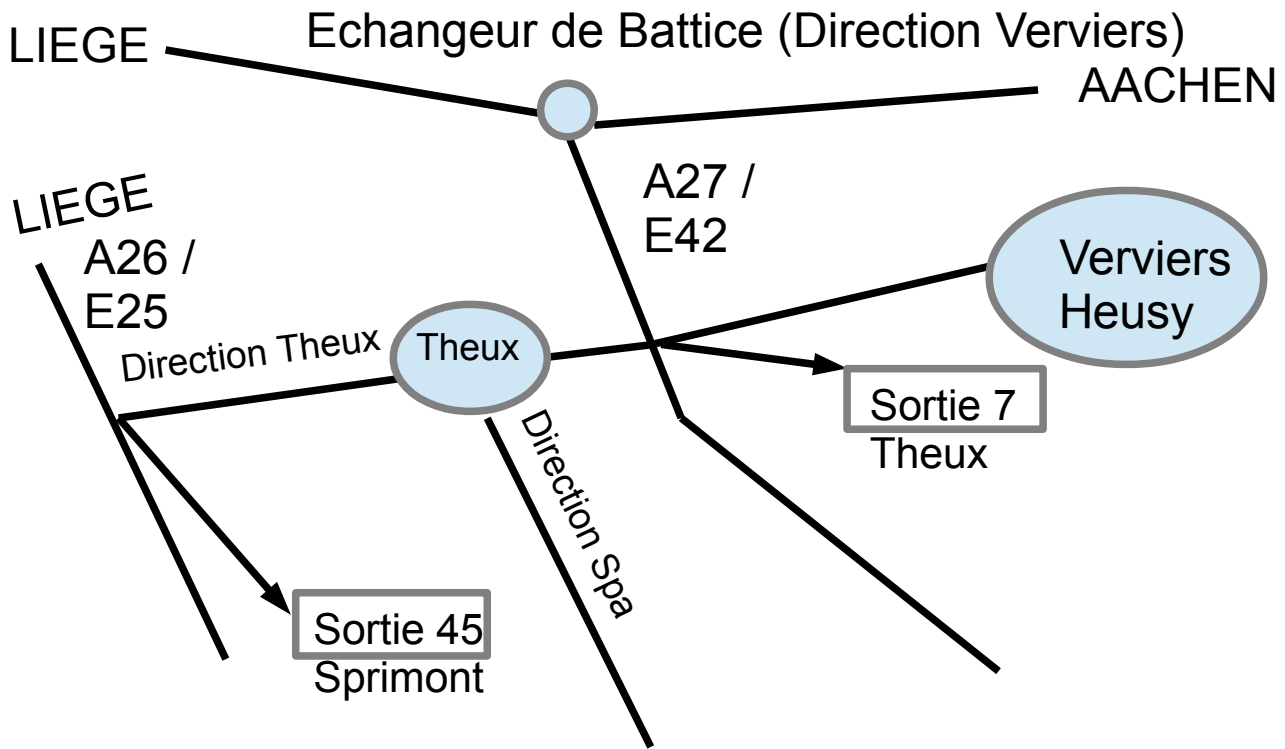 Echangeur de Battice (Direction Verviers)
LIEGE
AACHEN
A27 /
E42
LIEGE
A26 /
E25
Verviers
Heusy
Direction Theux
Theux
Sortie 7
Theux
Direction Spa
Sortie 45
Sprimont